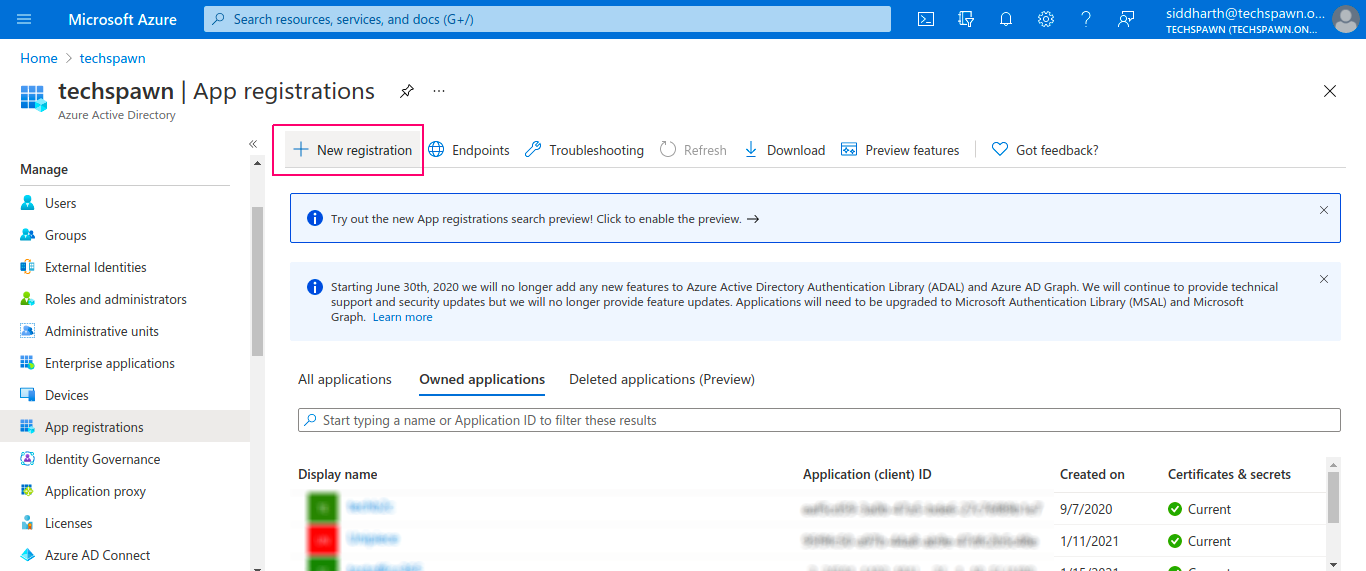 Microsoft Azure
Search resources, services, and docs (G+/)
siddharth@techspawn.o...
TECHSPAWN (TECHSPAWN.ON...
Home > techspawn
techspawn | App registrations
Azure Active Directory
Manage
Users
Groups
External Identities
Roles and administrators
Administrative units
Enterprise applications
Devices
App registrations
Identity Governance
Application proxy
Licenses
Azure AD Connect
New registration Endpoints Troubleshooting Refresh Download Preview features Got feedback?
Try out the new App registrations search preview! Click to enable the preview. →
Starting June 30th, 2020 we will no longer add any new features to Azure Active Directory Authentication Library (ADAL) and Azure AD Graph. We will continue to provide technical
support and security updates but we will no longer provide feature updates. Applications will need to be upgraded to Microsoft Authentication Library (MSAL) and Microsoft
Graph. Learn more
All applications Owned applications Deleted applications (Preview)
Start typing a name or Application ID to filter these results
Display name Application (client) ID Created on Certificates & secrets
9/7/2020 Current
1/11/2021 Current